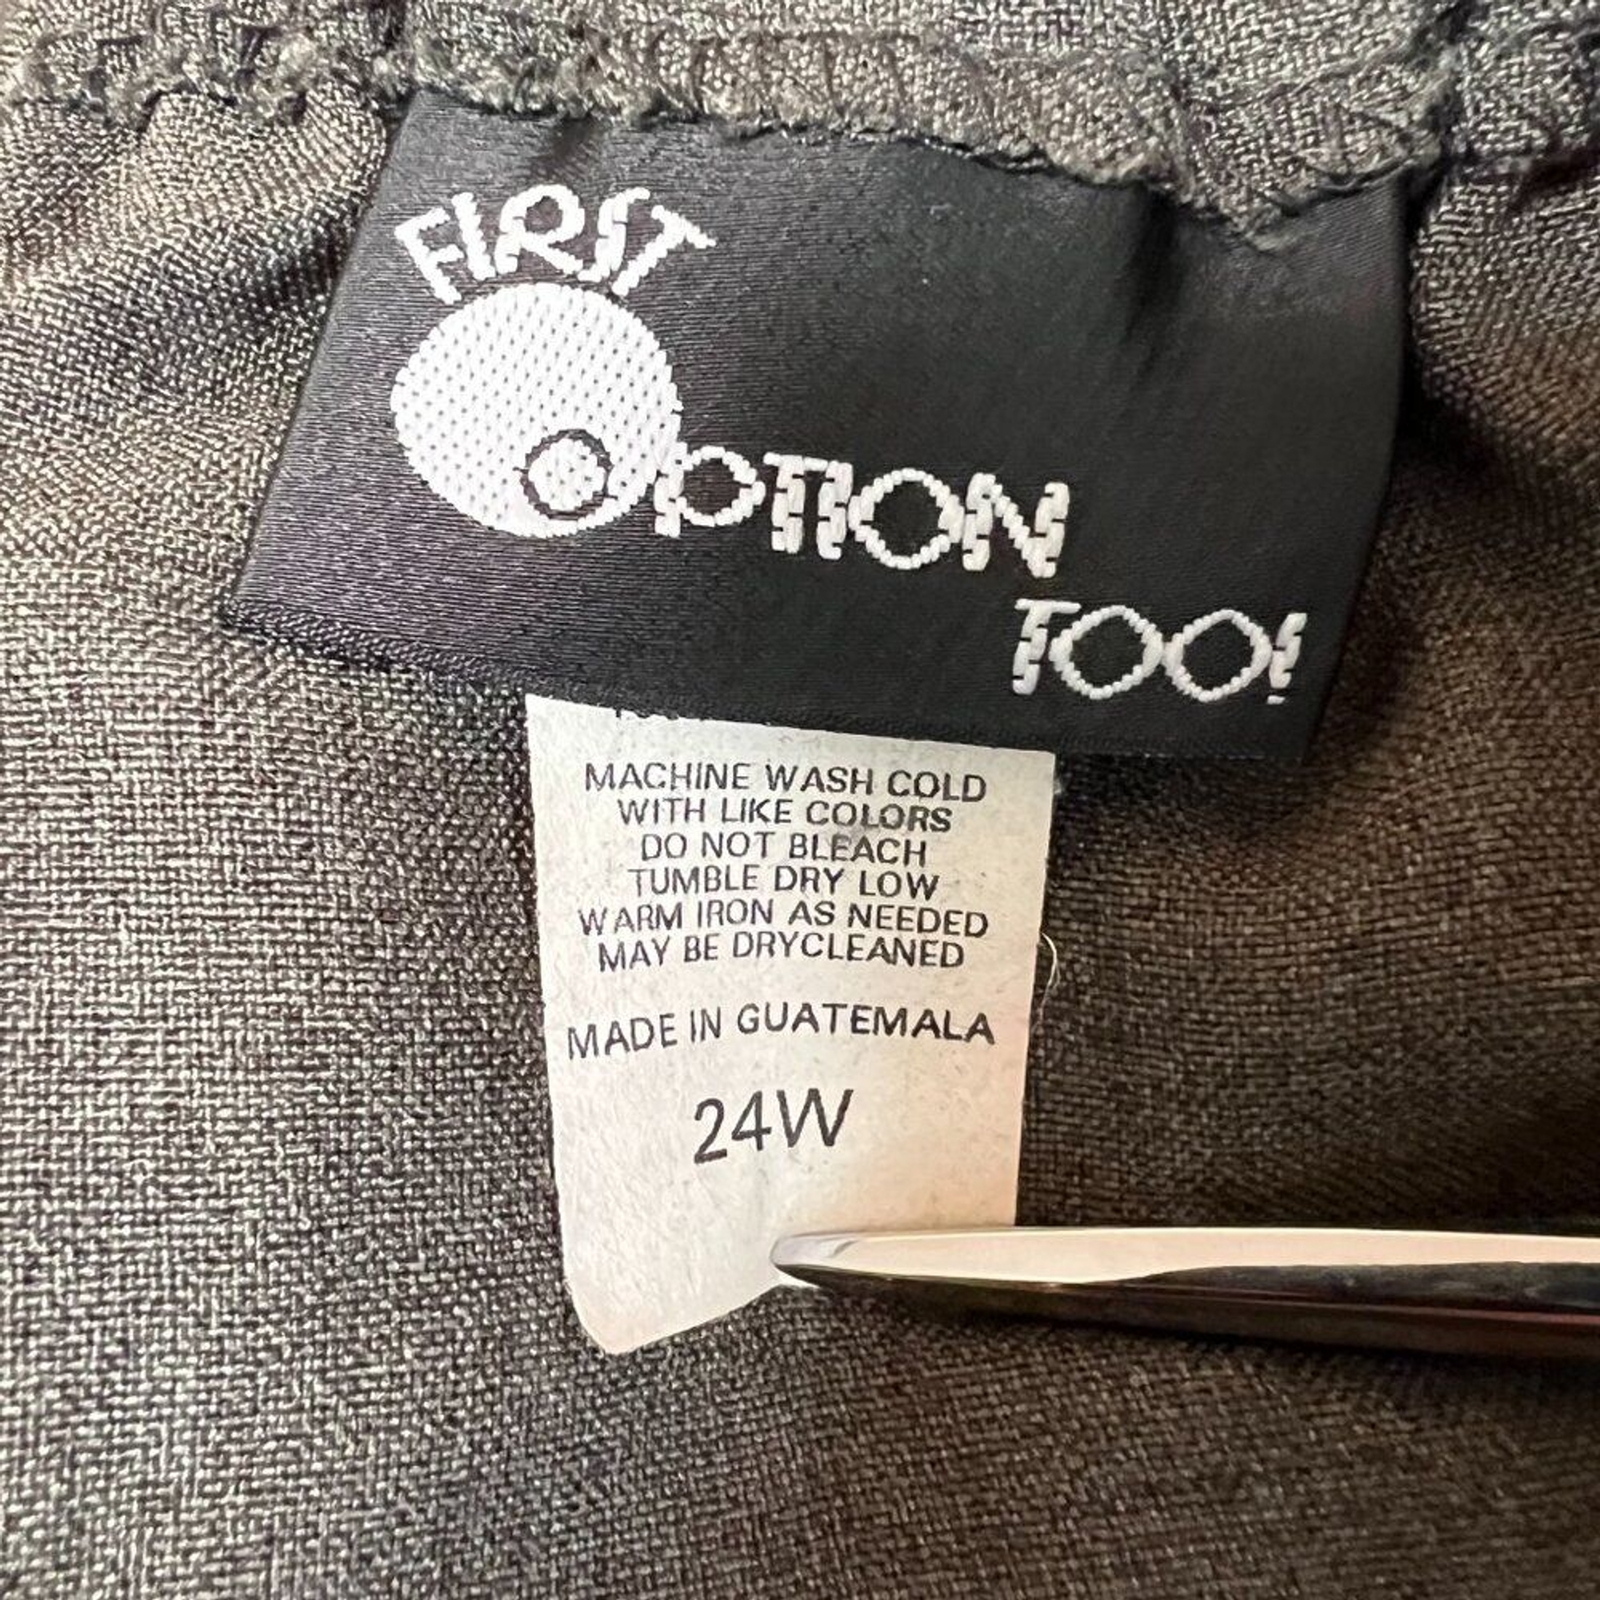 FIRST
OPTION
TOO!
MACHINE WASH COLD
WITH LIKE COLORS
DO NOT BLEACH
TUMBLE DRY LOW
WARM IRON AS NEEDED
MAY BE DRYCLEANED
MADE IN GUATEMALA
24W